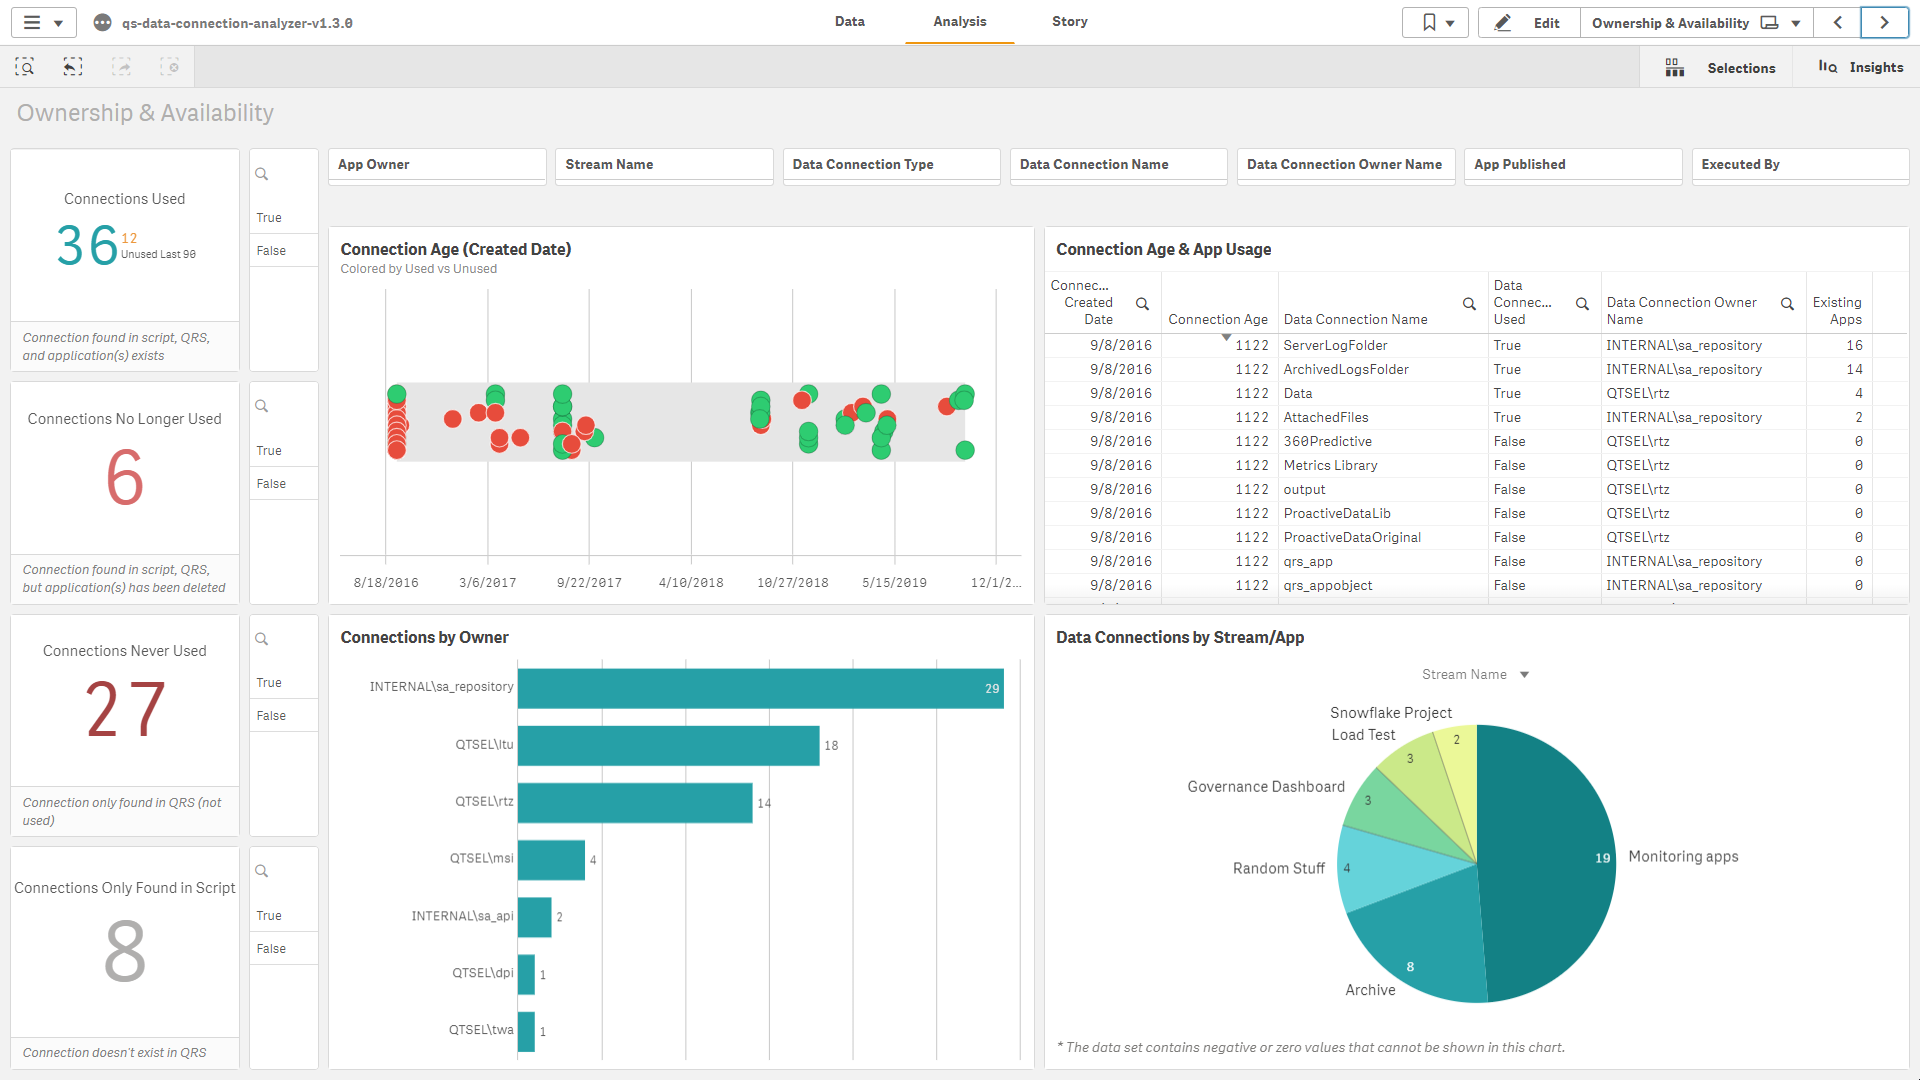 qs-data-connection-analyzer-v1.3.0
Data
Analysis
Story
Edit
Ownership & Availability
Selections
Insights
Ownership & Availability
Connections Used
36
12
Unused Last 90
Connection found in script, QRS,
and application(s) exists
True
False
Connections No Longer Used
6
Connection found in script, QRS,
but application(s) has been deleted
True
False
Connections Never Used
27
Connection only found in QRS (not
used)
True
False
Connections Only Found in Script
8
Connection doesn't exist in QRS
True
False
App Owner
Stream Name
Data Connection Type
Data Connection Name
Data Connection Owner Name
App Published
Executed By
Connection Age (Created Date)
Colored by Used vs Unused
8/18/2016 3/6/2017 9/22/2017 4/10/2018 10/27/2018 5/15/2019 12/1/2...
Connection Age & App Usage
Connec...
Created
Date
Connection Age
Data Connection Name
Data
Connec...
Used
Data Connection Owner
Name
Existing
Apps
9/8/2016 1122 ServerLogFolder True INTERNAL\sa_repository 16
9/8/2016 1122 ArchivedLogsFolder True INTERNAL\sa_repository 14
9/8/2016 1122 Data True QTSEL\rtz 4
9/8/2016 1122 AttachedFiles True INTERNAL\sa_repository 2
9/8/2016 1122 360Predictive False QTSEL\rtz 0
9/8/2016 1122 Metrics Library False QTSEL\rtz 0
9/8/2016 1122 output False QTSEL\rtz 0
9/8/2016 1122 ProactiveDataLib False QTSEL\rtz 0
9/8/2016 1122 ProactiveDataOriginal False QTSEL\rtz 0
9/8/2016 1122 qrs_app False INTERNAL\sa_repository 0
9/8/2016 1122 qrs_appobject False INTERNAL\sa_repository 0
Connections by Owner
INTERNAL\sa_repository 29
QTSEL\ltu 18
QTSEL\rtz 14
QTSEL\msi 4
INTERNAL\sa_api 2
QTSEL\dpi 1
QTSEL\twa 1
Data Connections by Stream/App
Stream Name
Snowflake Project 2
Load Test 3
Governance Dashboard 3
Random Stuff 4
19 Monitoring apps
8
Archive
* The data set contains negative or zero values that cannot be shown in this chart.